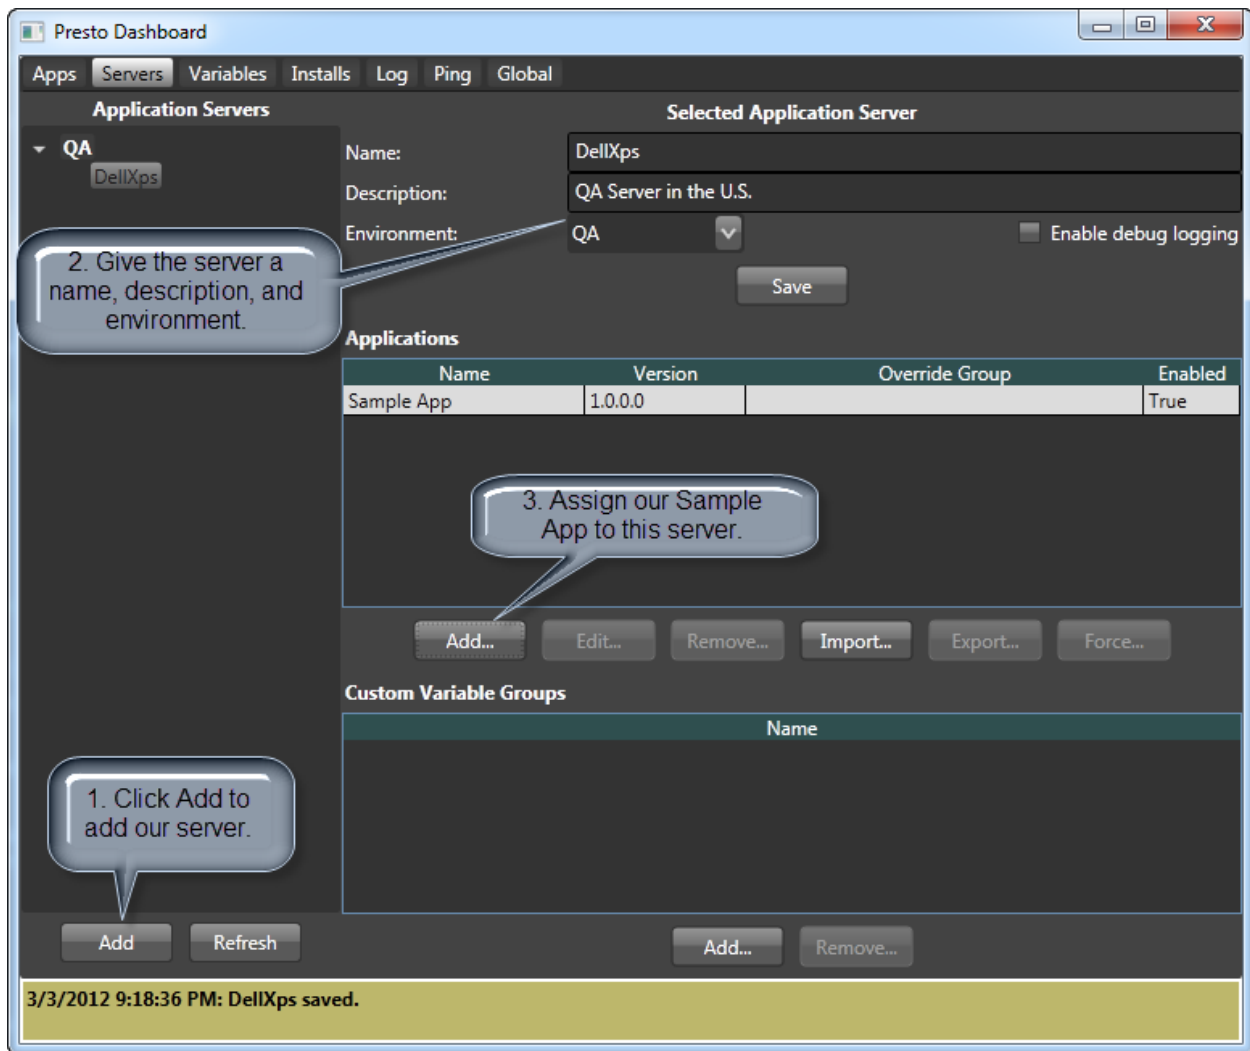 Presto Dashboard
Apps Servers Variables Installs Log Ping Global
Application Servers
QA
DellXps
Selected Application Server
Name: DellXps
Description: QA Server in the U.S.
Environment: QA Enable debug logging
2. Give the server a
name, description, and
environment.
Save
Applications
Name Version Override Group Enabled
Sample App 1.0.0.0 True
3. Assign our Sample
App to this server.
Add... Edit... Remove... Import... Export... Force...
Custom Variable Groups
Name
1. Click Add to
add our server.
Add Refresh
Add... Remove...
3/3/2012 9:18:36 PM: DellXps saved.